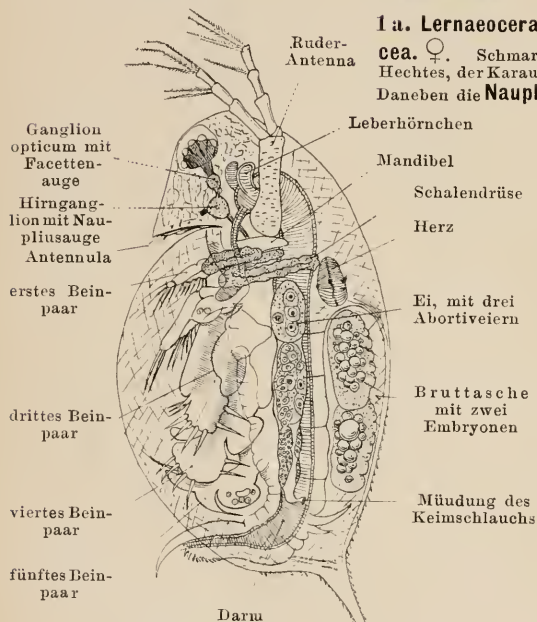 1a. Lernaeocera
cea. ♀. Schmar
Hechtes, der Karau
Daneben die Naupl
Ruder-
Antenna
Leberhörnchen
Mandibel
Schalendrüse
Herz
Ei, mit drei
Abortiveiern
Bruttasche
mit zwei
Embryonen
Müudung des
Keimschlauchs
Ganglion
opticum mit
Facetten-
auge
Hirngang-
lion mit Nau-
pliusauge
Antennula
erstes Bein-
paar
drittes Bein-
paar
viertes Bein-
paar
fünftes Bein-
paar
Darm